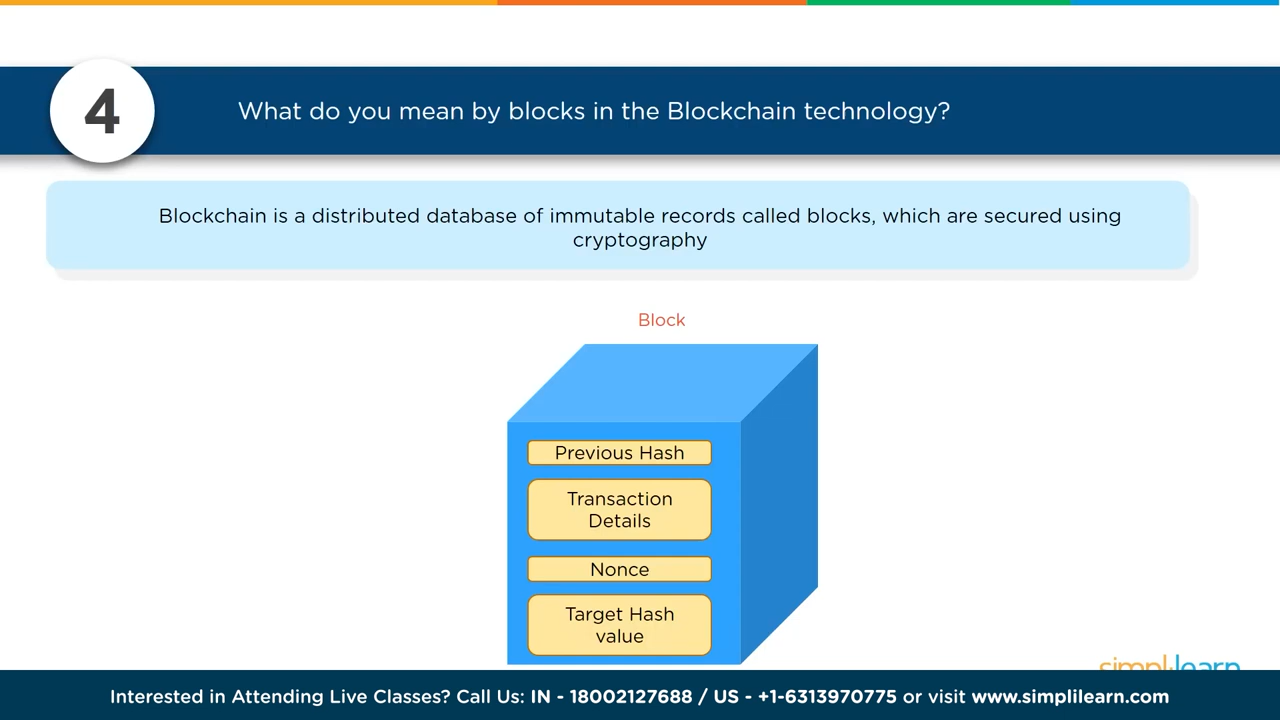 4
What do you mean by blocks in the Blockchain technology?
Blockchain is a distributed database of immutable records called blocks, which are secured using
cryptography
Block
Previous Hash
Transaction
Details
Nonce
Target Hash
value
simplilearn
Interested in Attending Live Classes? Call Us: IN - 18002127688 / US - +1-6313970775 or visit www.simplilearn.com